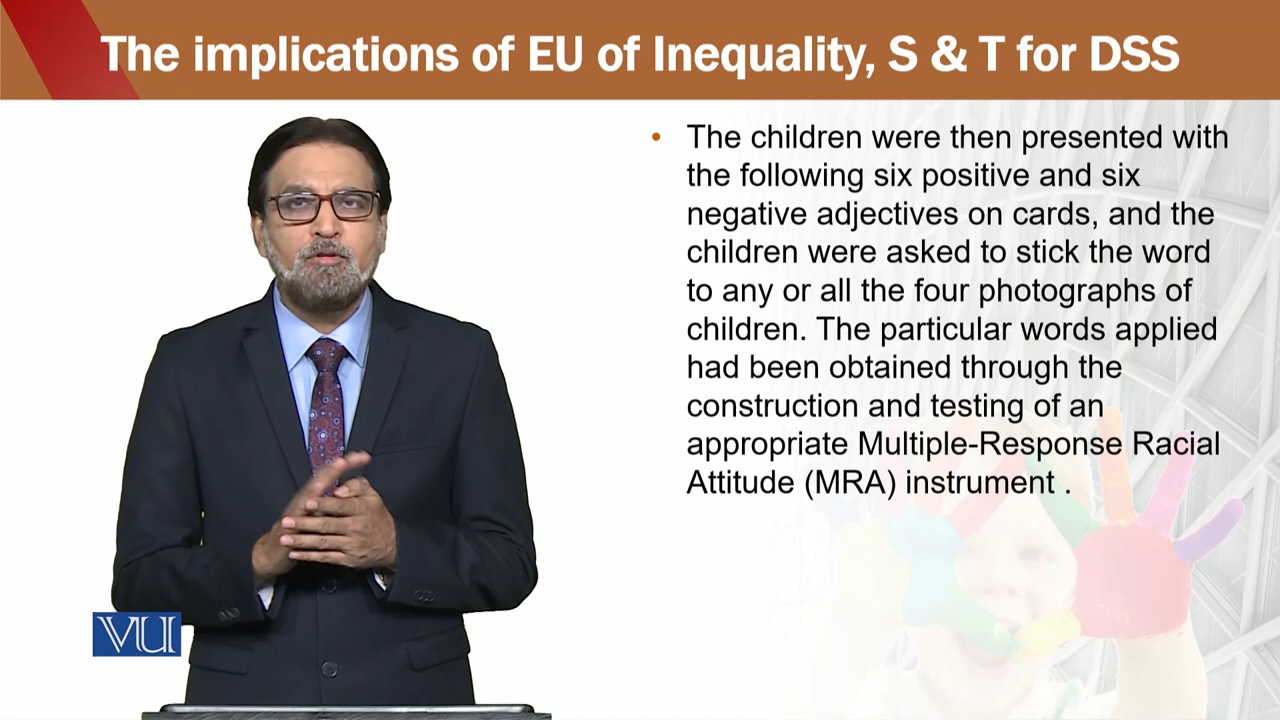 The implications of EU of Inequality, S & T for DSS
• The children were then presented with
the following six positive and six
negative adjectives on cards, and the
children were asked to stick the word
to any or all the four photographs of
children. The particular words applied
had been obtained through the
construction and testing of an
appropriate Multiple-Response Racial
Attitude (MRA) instrument .
VU